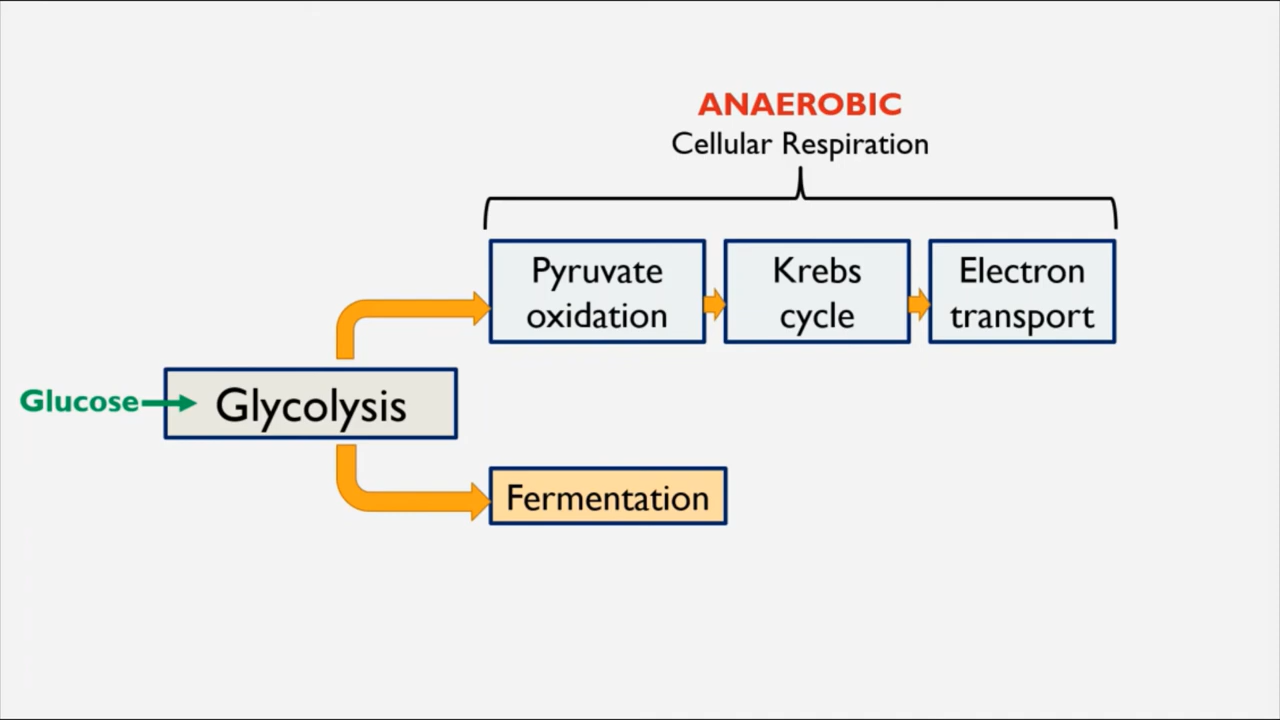 ANAEROBIC
Cellular Respiration
Pyruvate
oxidation
Krebs
cycle
Electron
transport
Glucose
Glycolysis
Fermentation